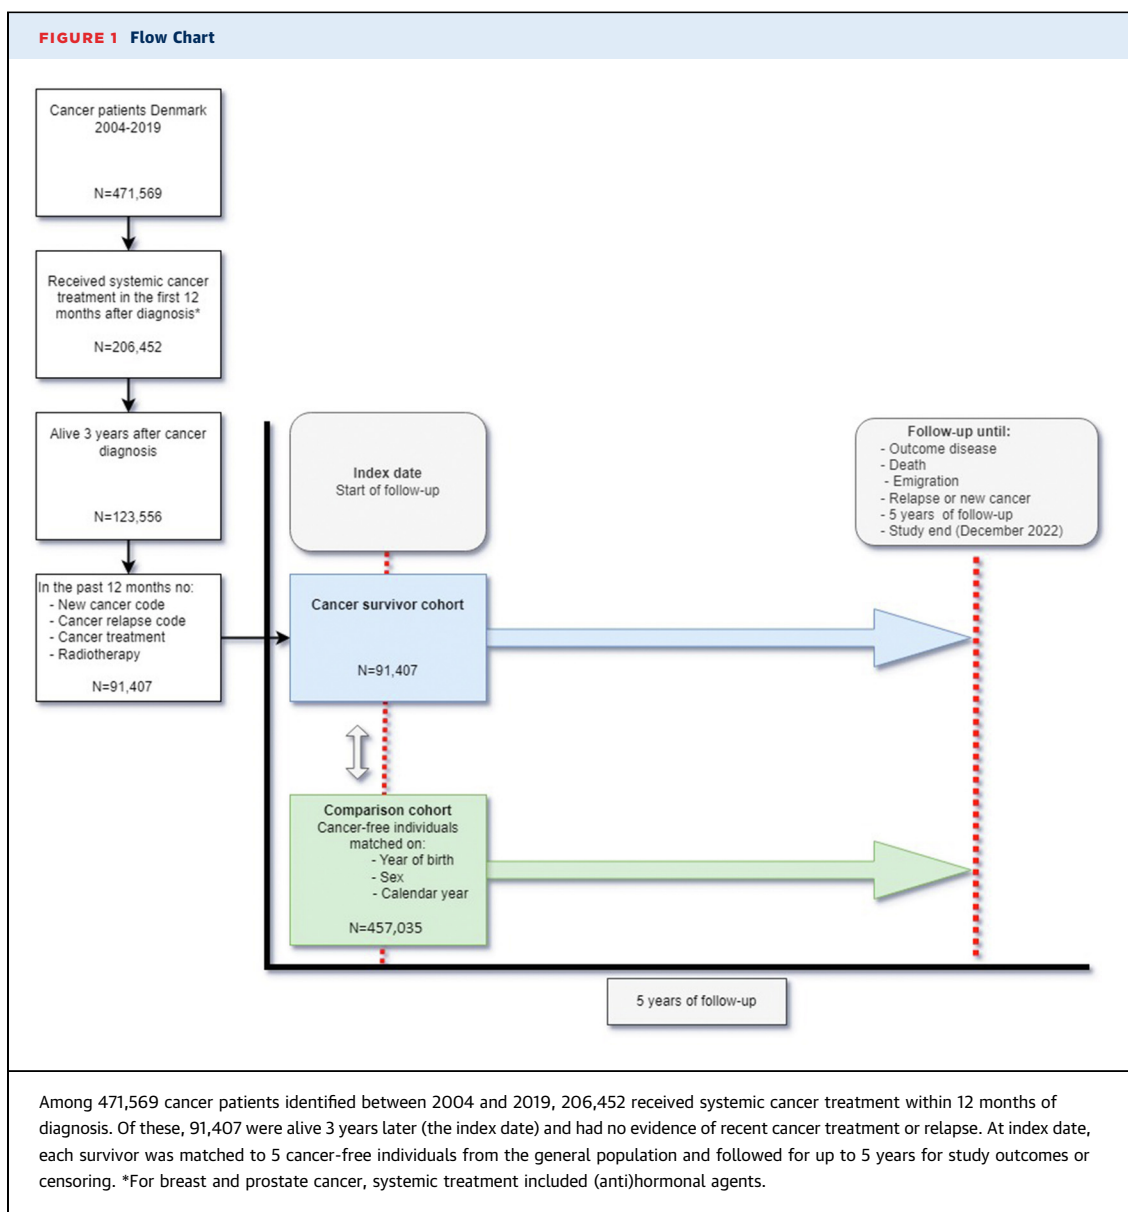 FIGURE 1 Flow Chart
Cancer patients Denmark
2004-2019
N=471,569
Received systemic cancer
treatment in the first 12
months after diagnosis*
N=206,452
Alive 3 years after cancer
diagnosis
N=123,556
In the past 12 months no:
- New cancer code
- Cancer relapse code
- Cancer treatment
- Radiotherapy
N=91,407
Index date
Start of follow-up
Follow-up until:
- Outcome disease
- Death
- Emigration
- Relapse or new cancer
- 5 years of follow-up
- Study end (December 2022)
Cancer survivor cohort
N=91,407
Comparison cohort
Cancer-free individuals
matched on:
- Year of birth
- Sex
- Calendar year
N=457,035
5 years of follow-up
Among 471,569 cancer patients identified between 2004 and 2019, 206,452 received systemic cancer treatment within 12 months of
diagnosis. Of these, 91,407 were alive 3 years later (the index date) and had no evidence of recent cancer treatment or relapse. At index date,
each survivor was matched to 5 cancer-free individuals from the general population and followed for up to 5 years for study outcomes or
censoring. *For breast and prostate cancer, systemic treatment included (anti)hormonal agents.